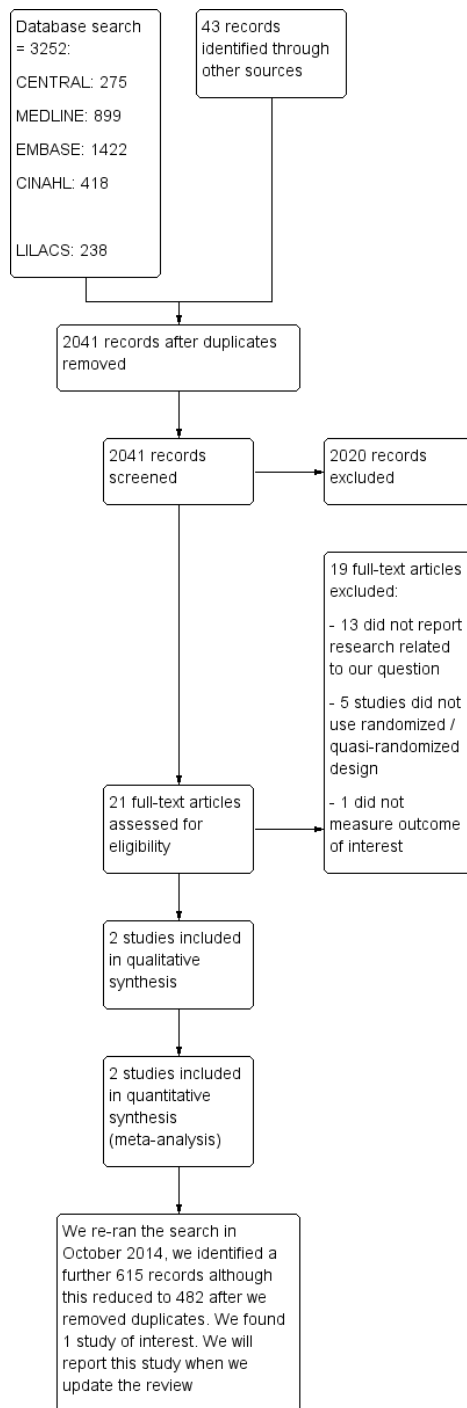 Database search
= 3252:
CENTRAL: 275
MEDLINE: 899
EMBASE: 1422
CINAHL: 418
LILACS: 238
43 records
identified through
other sources
2041 records after duplicates
removed
2041 records
screened
2020 records
excluded
19 full-text articles
excluded:
- 13 did not report
research related
to our question
- 5 studies did not
use randomized /
quasi-randomized
design
- 1 did not
measure outcome
of interest
21 full-text articles
assessed for
eligibility
2 studies included
in qualitative
synthesis
2 studies included
in quantitative
synthesis
(meta-analysis)
We re-ran the search in
October 2014, we identified a
further 615 records although
this reduced to 482 after we
removed duplicates. We found
1 study of interest. We will
report this study when we
update the review